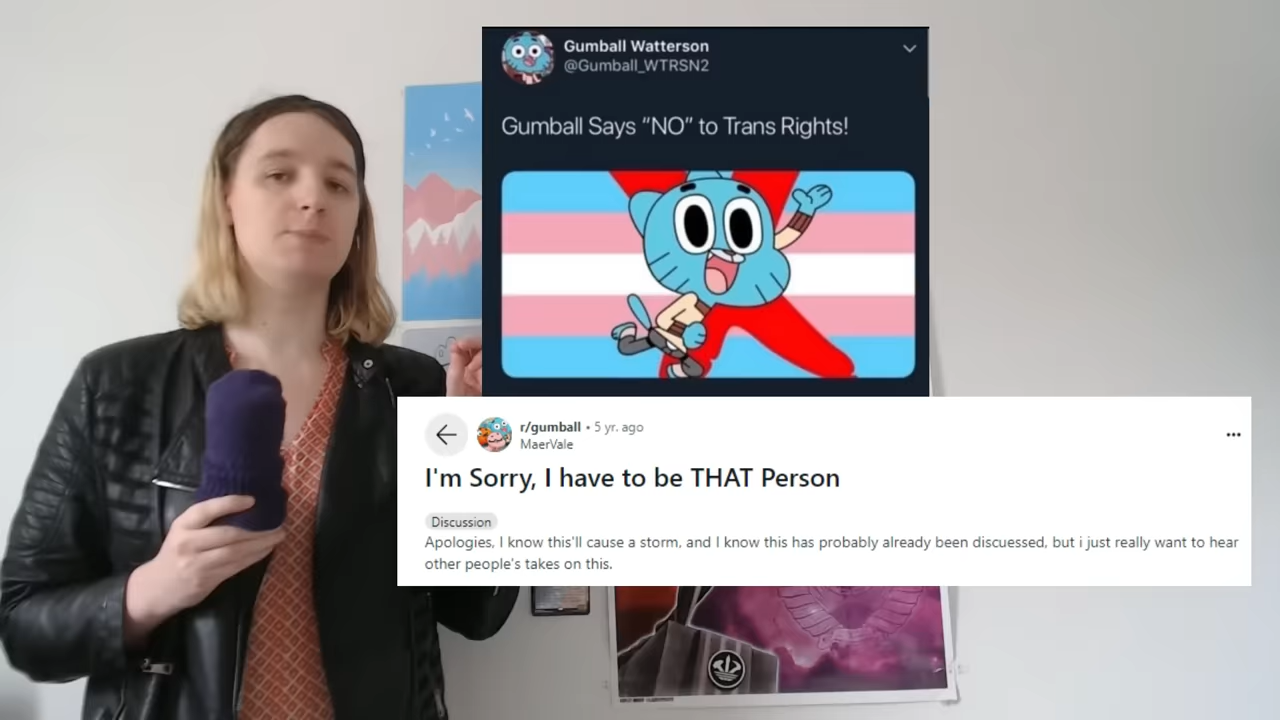 Gumball Watterson
@Gumball_WTRSN2
Gumball Says “NO” to Trans Rights!
r/gumball • 5 yr. ago
MaerVale
I'm Sorry, I have to be THAT Person
Discussion
Apologies, I know this'll cause a storm, and I know this has probably already been discuessed, but i just really want to hear
other people's takes on this.